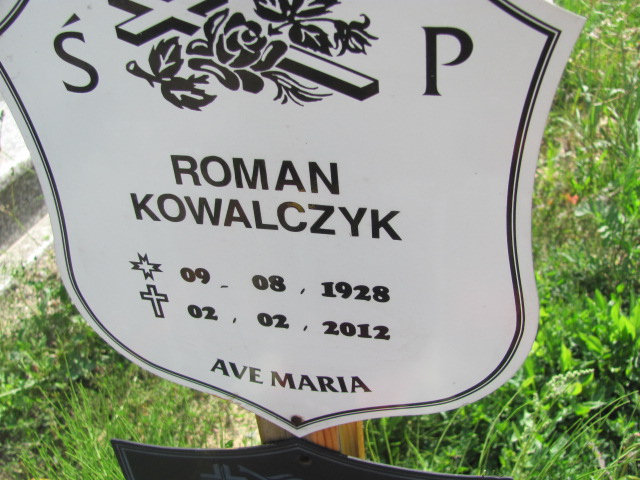 Ś P
ROMAN
KOWALCZYK
09 - 08 , 1928
02 , 02 , 2012
AVE MARIA